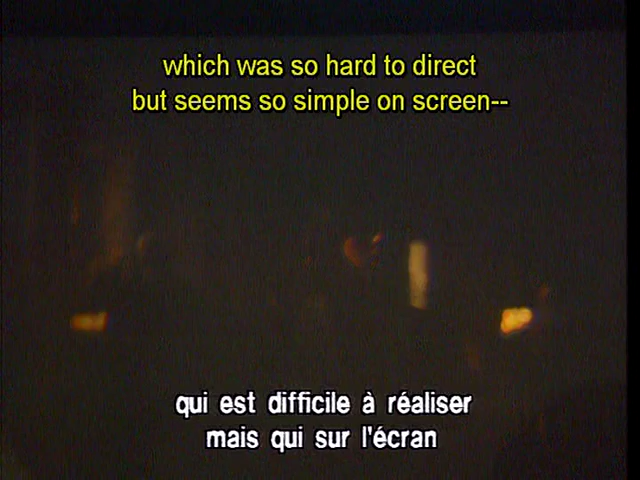 which was so hard to direct
but seems so simple on screen--
qui est difficile à réaliser
mais qui sur l'écran